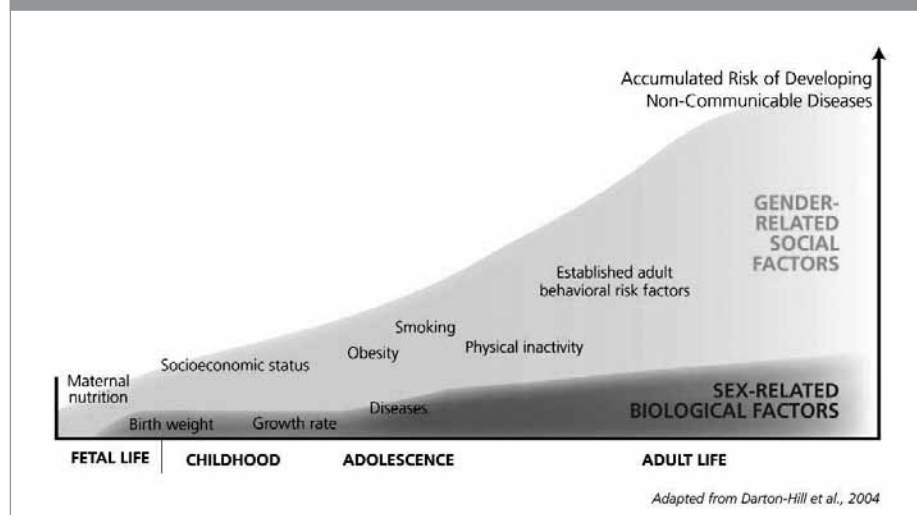 Accumulated Risk of Developing
Non-Communicable Diseases
GENDER-
RELATED
SOCIAL
FACTORS
Established adult
behavioral risk factors
Smoking
Obesity
Physical inactivity
Socioeconomic status
Maternal
nutrition
Diseases
SEX-RELATED
BIOLOGICAL FACTORS
Birth weight
Growth rate
FETAL LIFE
CHILDHOOD
ADOLESCENCE
ADULT LIFE
Adapted from Darton-Hill et al., 2004